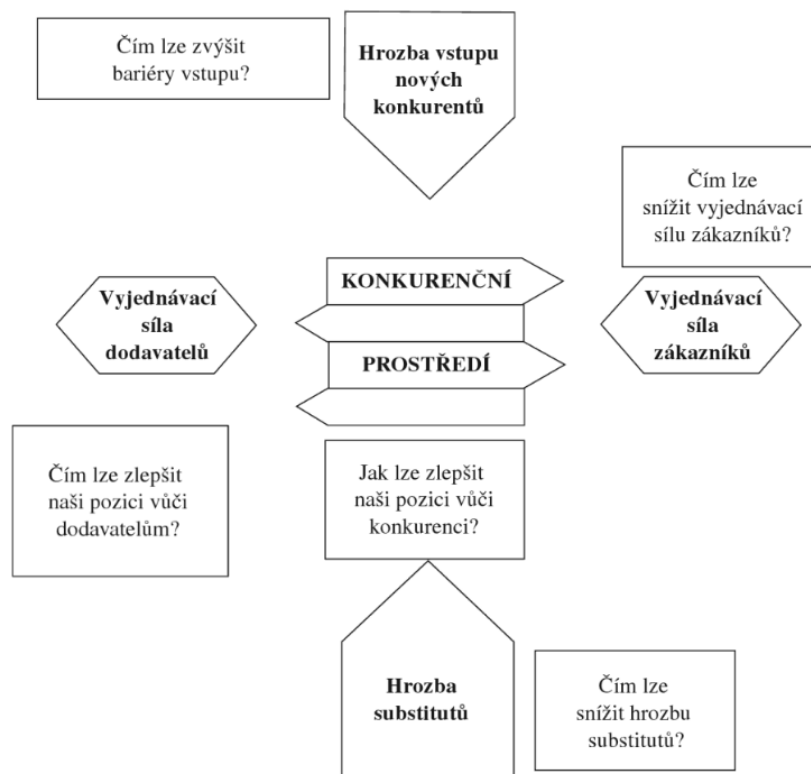 Čím lze zvýšit
bariéry vstupu?
Hrozba vstupu
nových
konkurentů
Čím lze
snížit vyjednávací
sílu zákazníků?
Vyjednávací
síla
dodavatelů
KONKURENČNÍ
PROSTŘEDÍ
Vyjednávací
síla
zákazníků
Čím lze zlepšit
naši pozici vůči
dodavatelům?
Jak lze zlepšit
naši pozici vůči
konkurenci?
Hrozba
substitutů
Čím lze
snížit hrozbu
substitutů?